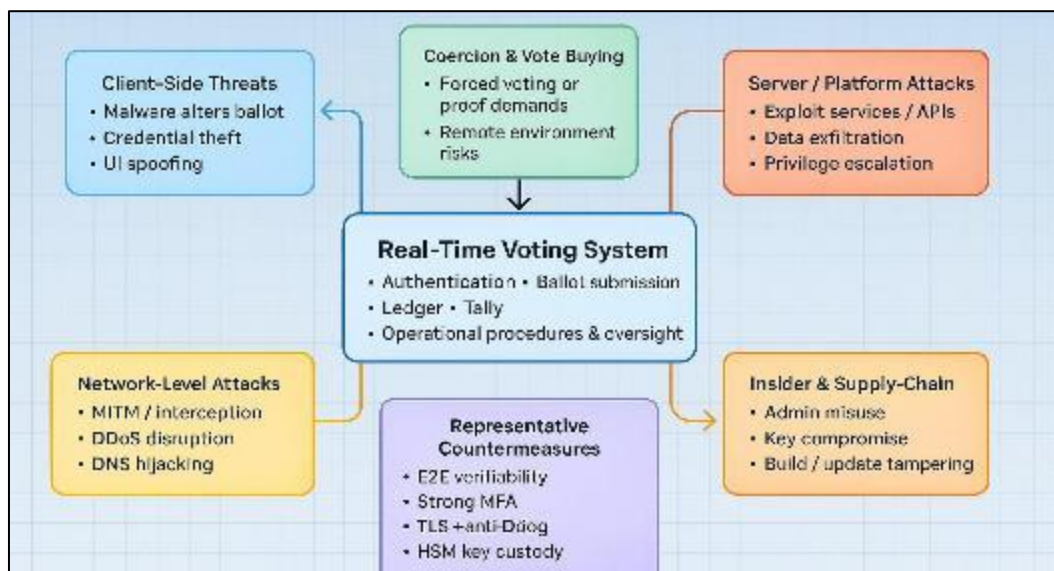 Client-Side Threats
• Malware alters ballot
• Credential theft
• UI spoofing
Coercion & Vote Buying
• Forced voting or
proof demands
• Remote environment
risks
Server / Platform Attacks
• Exploit services / APIs
• Data exfiltration
• Privilege escalation
Real-Time Voting System
• Authentication • Ballot submission
• Ledger • Tally
• Operational procedures & oversight
Network-Level Attacks
• MITM / interception
• DDoS disruption
• DNS hijacking
Representative
Countermeasures
• E2E verifiability
• Strong MFA
• TLS +anti-Ddog
• HSM key custody
Insider & Supply-Chain
• Admin misuse
• Key compromise
• Build / update tampering